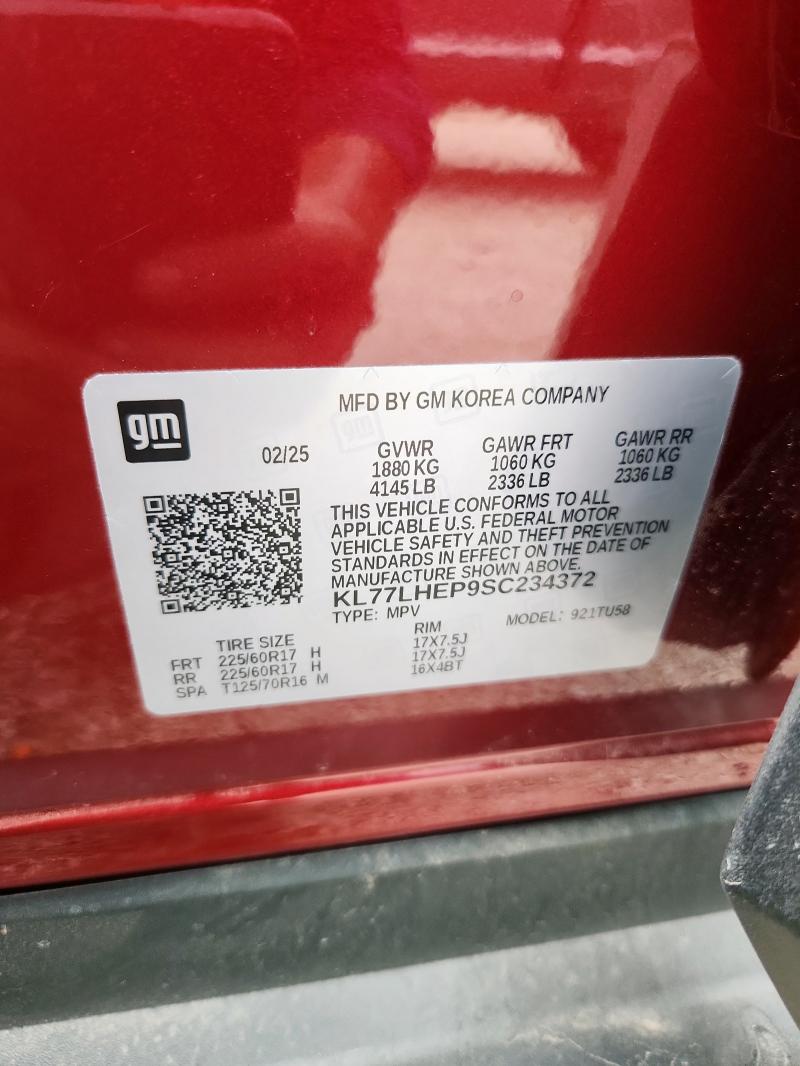 gm
MFD BY GM KOREA COMPANY
02/25
GVWR
1880 KG
4145 LB
GAWR FRT
1060 KG
2336 LB
GAWR RR
1060 KG
2336 LB
THIS VEHICLE CONFORMS TO ALL
APPLICABLE U.S. FEDERAL MOTOR
VEHICLE SAFETY AND THEFT PREVENTION
STANDARDS IN EFFECT ON THE DATE OF
MANUFACTURE SHOWN ABOVE.
KL77LHEP9SC234372
TYPE: MPV
MODEL: 921TU58
TIRE SIZE
RIM
FRT 225/60R17 H 17X7.5J
RR 225/60R17 H 17X7.5J
SPA T125/70R16 M 16X4BT